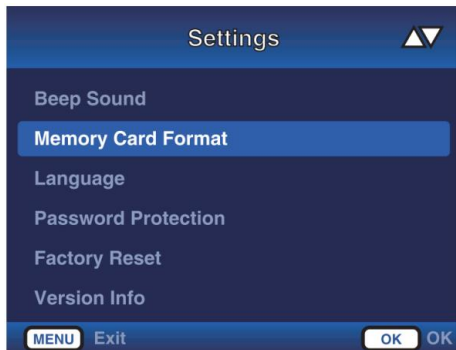 Settings
Beep Sound
Memory Card Format
Language
Password Protection
Factory Reset
Version Info
MENU Exit OK OK